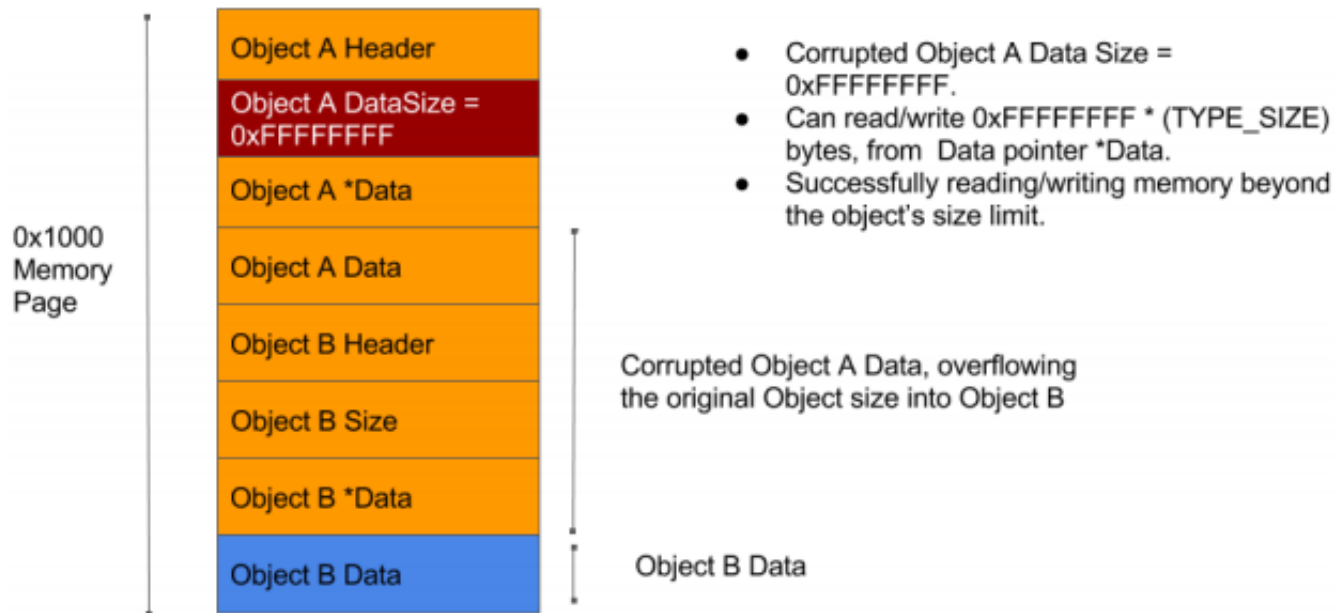 Object A Header
Object A DataSize =
0xFFFFFFFF
Object A *Data
Object A Data
Object B Header
Object B Size
Object B *Data
Object B Data
0x1000
Memory
Page
● Corrupted Object A Data Size =
0xFFFFFFFF.
● Can read/write 0xFFFFFFFF * (TYPE_SIZE)
bytes, from Data pointer *Data.
● Successfully reading/writing memory beyond
the object's size limit.
Corrupted Object A Data, overflowing
the original Object size into Object B
Object B Data